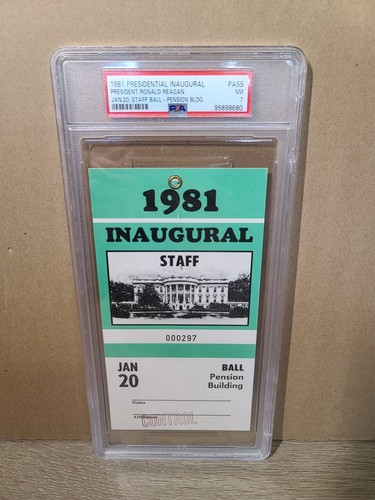 1981 PRESIDENTIAL INAUGURAL PASS
PRESIDENT RONALD REAGAN NM
JAN.20, STAFF BALL - PENSION BLDG 7
PSA 95898680
1981
INAUGURAL
STAFF
000297
JAN BALL
20 Pension
Building
Name
CONTROL